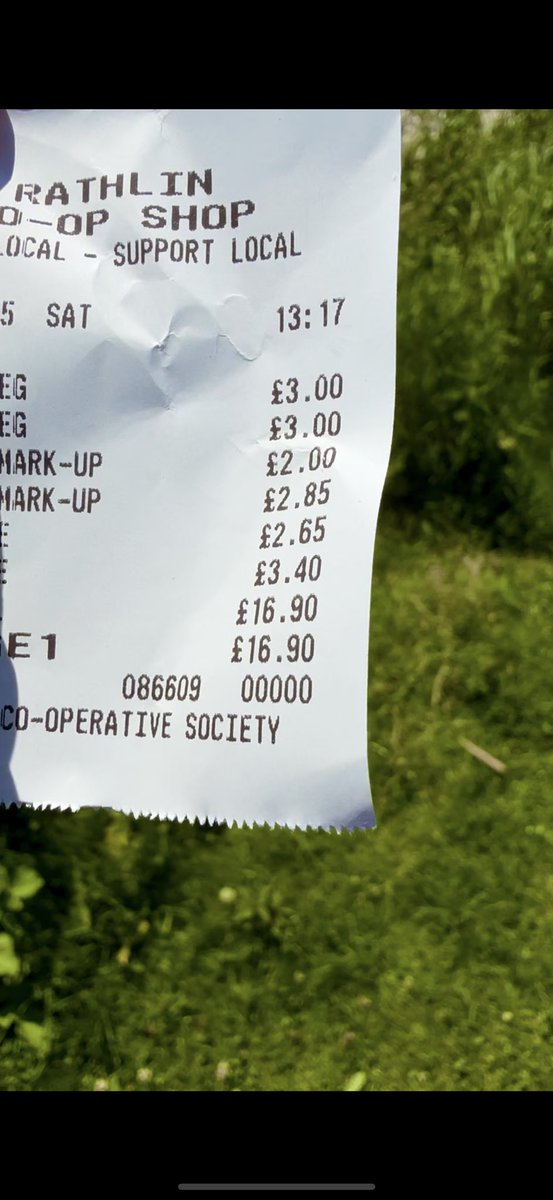 RATHLIN
O-OP SHOP
LOCAL - SUPPORT LOCAL
5 SAT 13:17
EG £3.00
EG £3.00
MARK-UP £2.00
MARK-UP £2.85
E £2.65
E £3.40
£16.90
E1 £16.90
086609 00000
CO-OPERATIVE SOCIETY